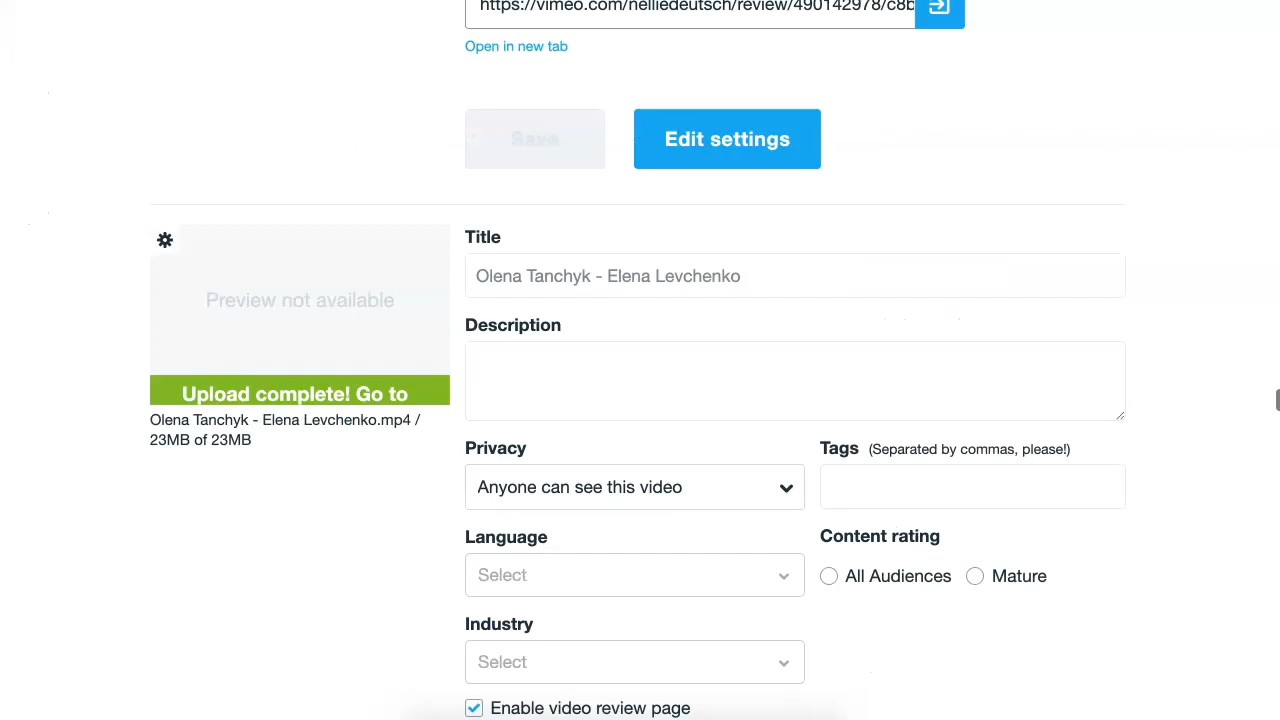 https://vimeo.com/nelliedeutsch/review/490142978/c8b
Open in new tab
Save
Edit settings
Preview not available
Upload complete! Go to
Olena Tanchyk - Elena Levchenko.mp4 /
23MB of 23MB
Title
Olena Tanchyk - Elena Levchenko
Description
Privacy
Anyone can see this video
Tags (Separated by commas, please!)
Language
Select
Content rating
All Audiences
Mature
Industry
Select
Enable video review page